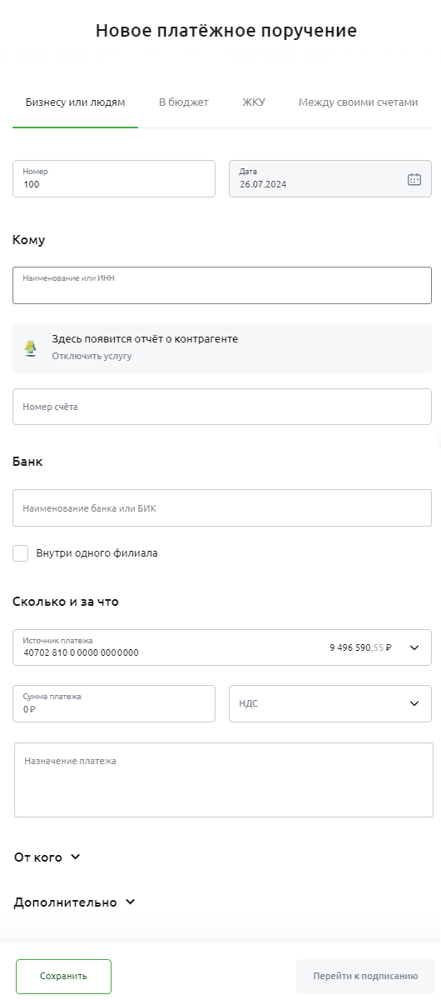 Новое платёжное поручение
Бизнесу или людям В бюджет ЖКУ Между своими счетами
Номер Дата
100 26.07.2024
Кому
Наименование или ИНН
Здесь появится отчёт о контрагенте
Отключить услугу
Номер счёта
Банк
Наименование банка или БИК
Внутри одного филиала
Сколько и за что
Источник платежа
40702 810 0 0000 0000000 9 496 590,55 ₽
Сумма платежа
0 ₽ НДС
Назначение платежа
От кого
Дополнительно
Сохранить Перейти к подписанию